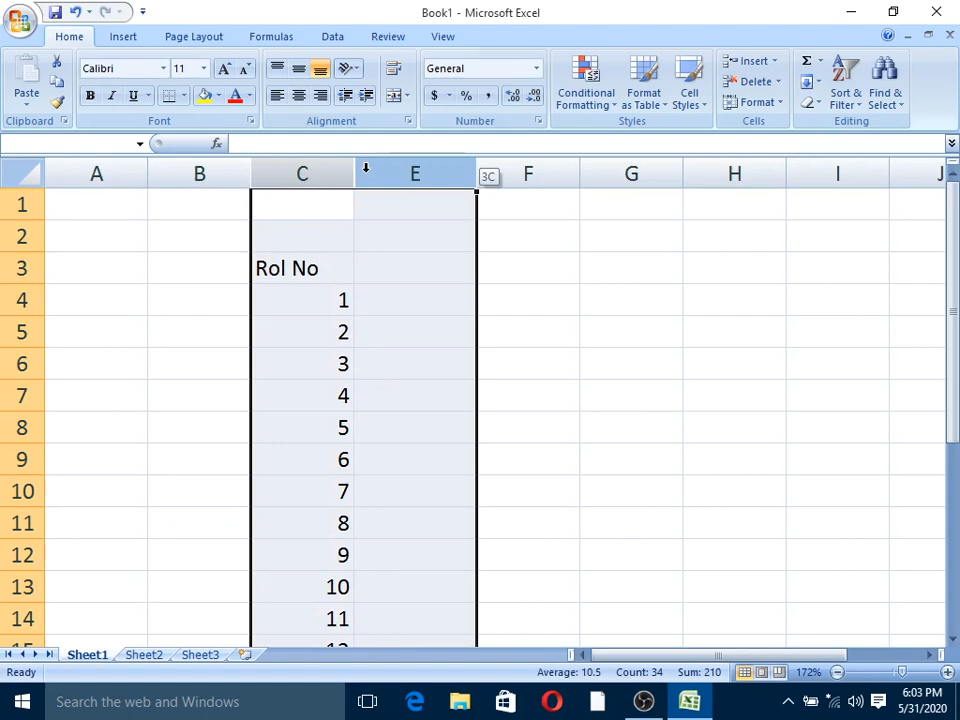 Book1 - Microsoft Excel
Home Insert Page Layout Formulas Data Review View
Paste
Calibri 11
General
B I U A
$ % ,
Conditional Formatting
Format as Table
Cell Styles
Insert
Delete
Format
Sort & Filter
Find & Select
Clipboard Font Alignment Number Styles Cells Editing
fx
A B C E 3C F G H I J
1
2
3 Rol No
4 1
5 2
6 3
7 4
8 5
9 6
10 7
11 8
12 9
13 10
14 11
Sheet1 Sheet2 Sheet3
Ready Average: 10.5 Count: 34 Sum: 210 172%
Search the web and Windows
6:03 PM
5/31/2020